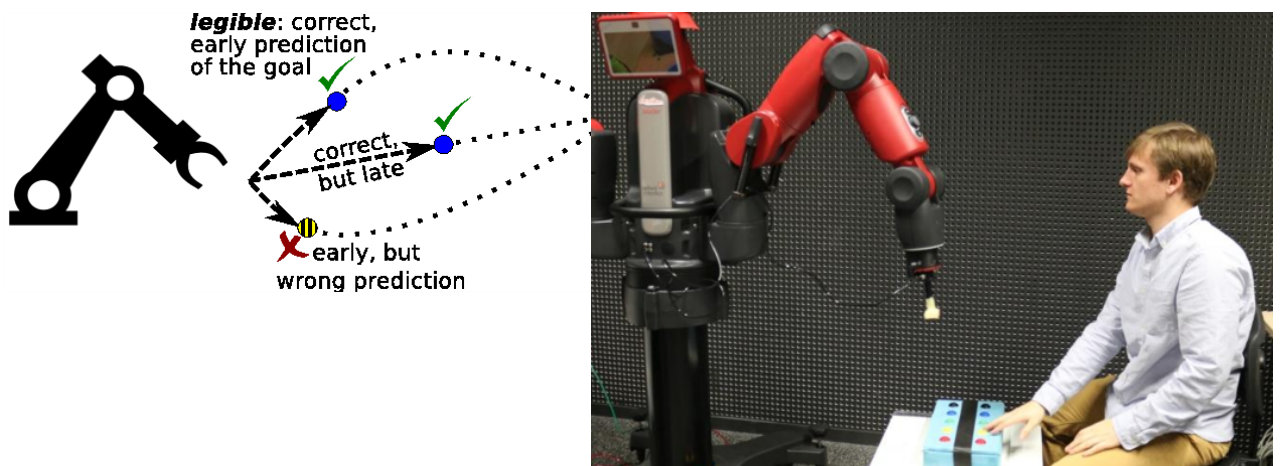 legible: correct,
early prediction
of the goal
correct,
but late
early, but
wrong prediction